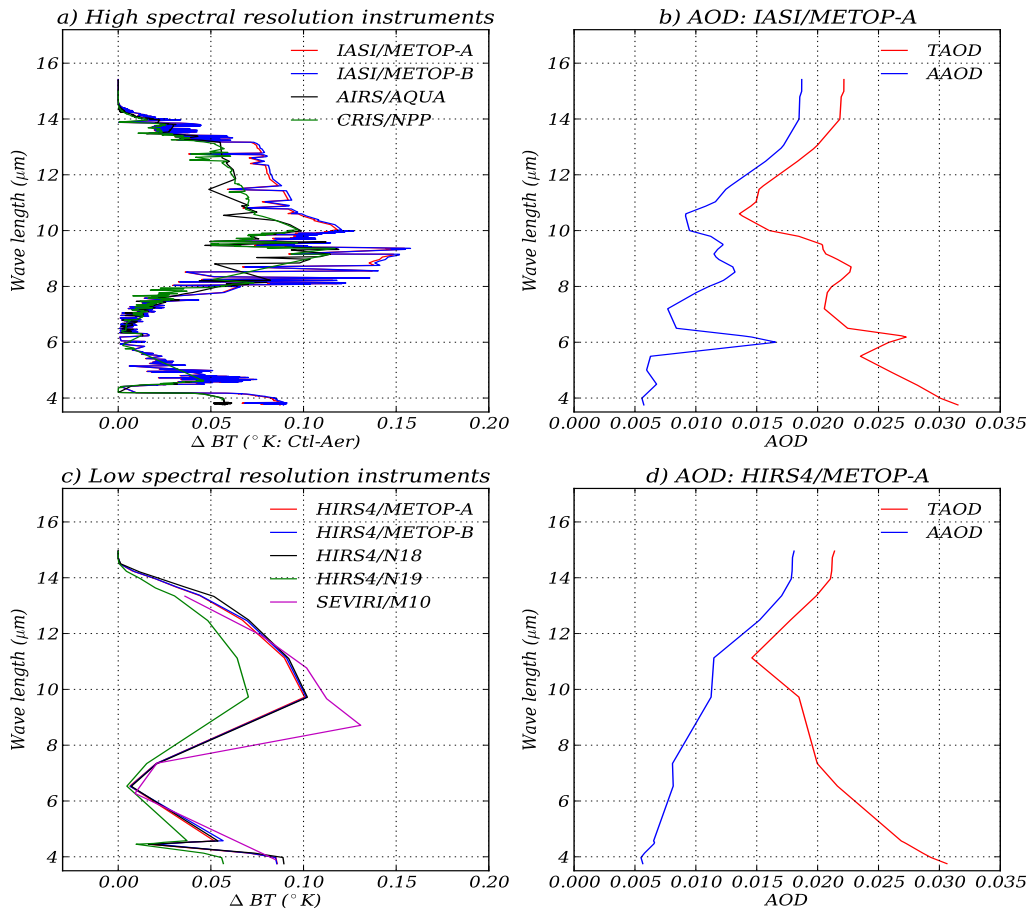 a) High spectral resolution instruments
16
14
12
10
8
6
4
Wave length (μm)
IASI/METOP-A
IASI/METOP-B
AIRS/AQUA
CRIS/NPP
0.00 0.05 0.10 0.15 0.20
Δ BT (°K: Ctl-Aer)
b) AOD: IASI/METOP-A
16
14
12
10
8
6
4
Wave length (μm)
TAOD
AAOD
0.000 0.005 0.010 0.015 0.020 0.025 0.030 0.035
AOD
c) Low spectral resolution instruments
16
14
12
10
8
6
4
Wave length (μm)
HIRS4/METOP-A
HIRS4/METOP-B
HIRS4/N18
HIRS4/N19
SEVIRI/M10
0.00 0.05 0.10 0.15 0.20
Δ BT (°K)
d) AOD: HIRS4/METOP-A
16
14
12
10
8
6
4
Wave length (μm)
TAOD
AAOD
0.000 0.005 0.010 0.015 0.020 0.025 0.030 0.035
AOD